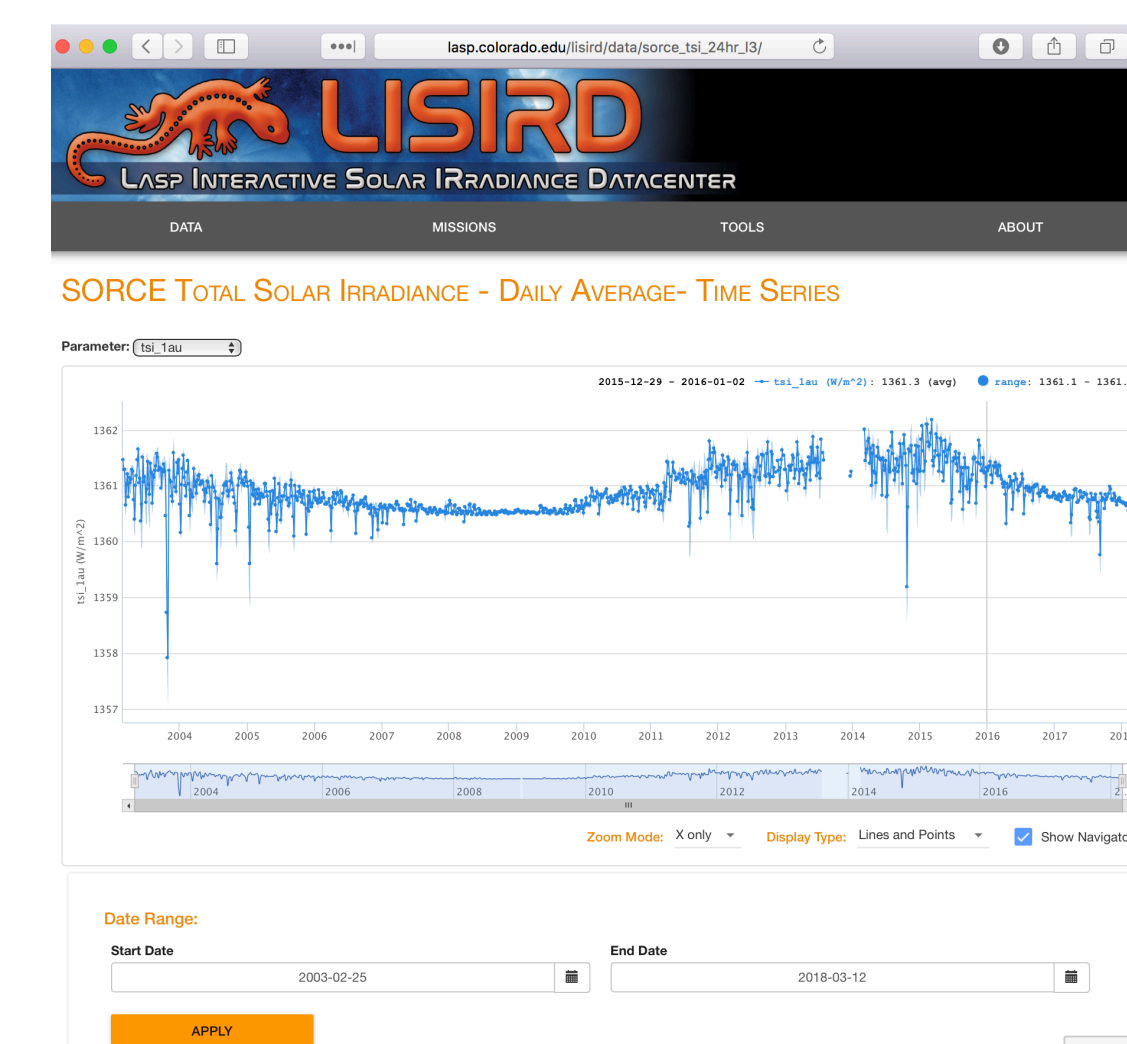 lasp.colorado.edu/lisird/data/sorce_tsi_24hr_l3/
LISIRD
LASP INTERACTIVE SOLAR IRRADIANCE DATACENTER
DATA MISSIONS TOOLS ABOUT
SORCE TOTAL SOLAR IRRADIANCE - DAILY AVERAGE- TIME SERIES
Parameter: tsi_1au
2015-12-29 - 2016-01-02 tsi_1au (W/m^2): 1361.3 (avg) range: 1361.1 - 1361.
tsi_1au (W/m^2)
1362
1361
1360
1359
1358
1357
2004 2005 2006 2007 2008 2009 2010 2011 2012 2013 2014 2015 2016 2017 201
2004 2006 2008 2010 2012 2014 2016 2
Zoom Mode: X only Display Type: Lines and Points Show Navigato
Date Range:
Start Date End Date
2003-02-25 2018-03-12
APPLY